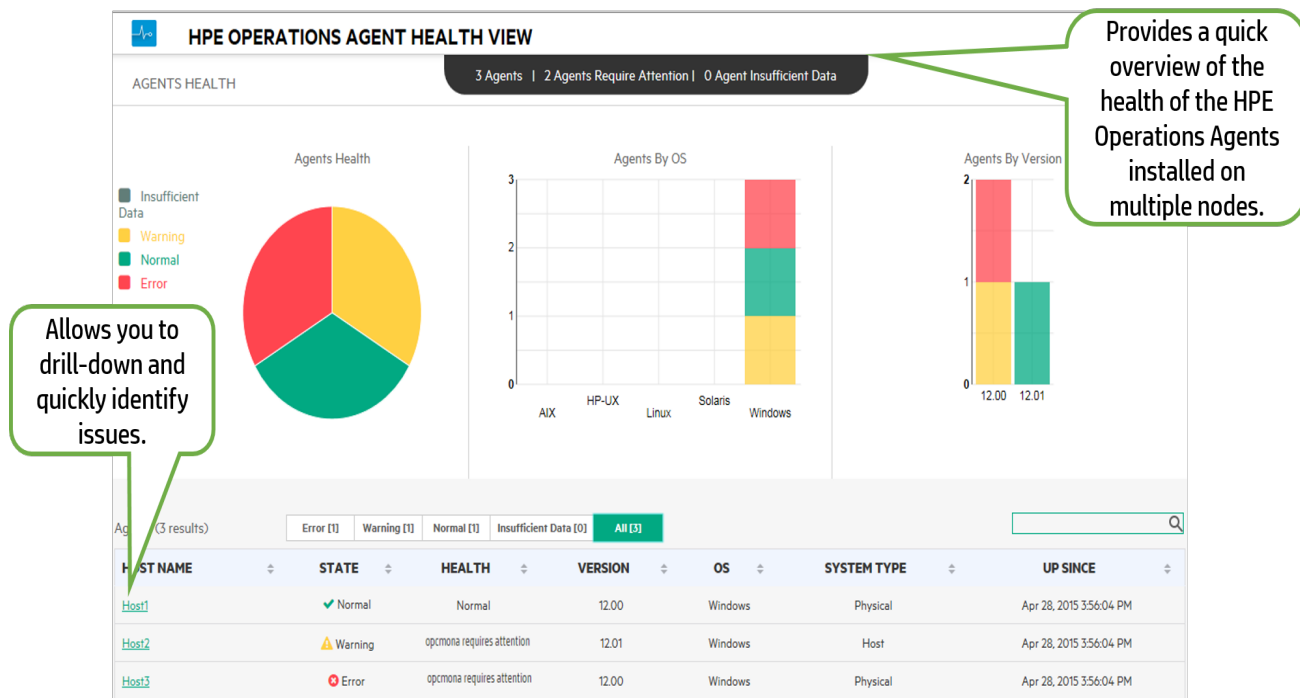 HPE OPERATIONS AGENT HEALTH VIEW
AGENTS HEALTH
3 Agents | 2 Agents Require Attention | 0 Agent Insufficient Data
Provides a quick
overview of the
health of the HPE
Operations Agents
installed on
multiple nodes.
Agents Health
Insufficient
Data
Warning
Normal
Error
Agents By OS
3
2
1
0
AIX
HP-UX
Linux
Solaris
Windows
Agents By Version
2
1
0
12.00 12.01
Allows you to
drill-down and
quickly identify
issues.
(3 results)
Error [1] Warning [1] Normal [1] Insufficient Data [0] All [3]
HOST NAME STATE HEALTH VERSION OS SYSTEM TYPE UP SINCE
Host1 Normal Normal 12.00 Windows Physical Apr 28, 2015 3:56:04 PM
Host2 Warning opcmona requires attention 12.01 Windows Host Apr 28, 2015 3:56:04 PM
Host3 Error opcmona requires attention 12.00 Windows Physical Apr 28, 2015 3:56:04 PM